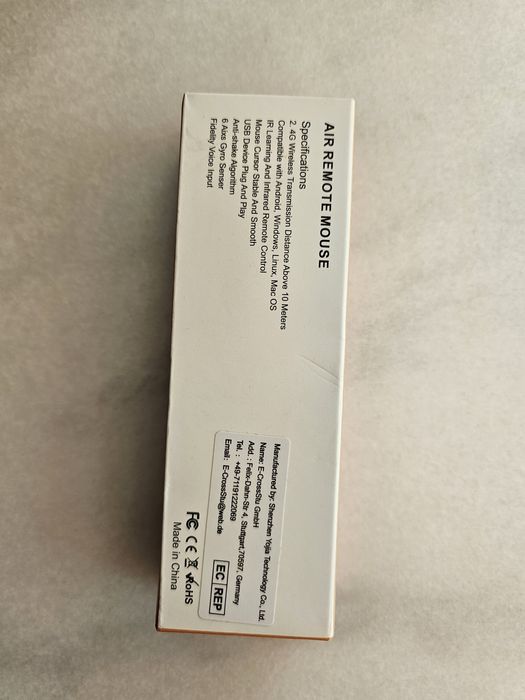 AIR REMOTE MOUSE
Specifications
2. 4G Wireless Transmission Distance Above 10 Meters
Compatible with Android, Windows, Linux, Mac OS
IR Learning And Infrared Remote Control
Mouse Cursor Stable And Smooth
USB Device Plug And Play
Anti-shake Algorithm
6 Aixs Gyro Senser
Fidelity Voice Input
Manufactured by: Shenzhen Yojia Technology Co., Ltd.
Name: E-CrossStu GmbH
Add. : Felix-Dahn-Str 4, Stuttgart,70597, Germany
Tel. : +49-71191222069
Email: E-CrossStu@web.de
EC REP
FC CE RoHS
Made in China